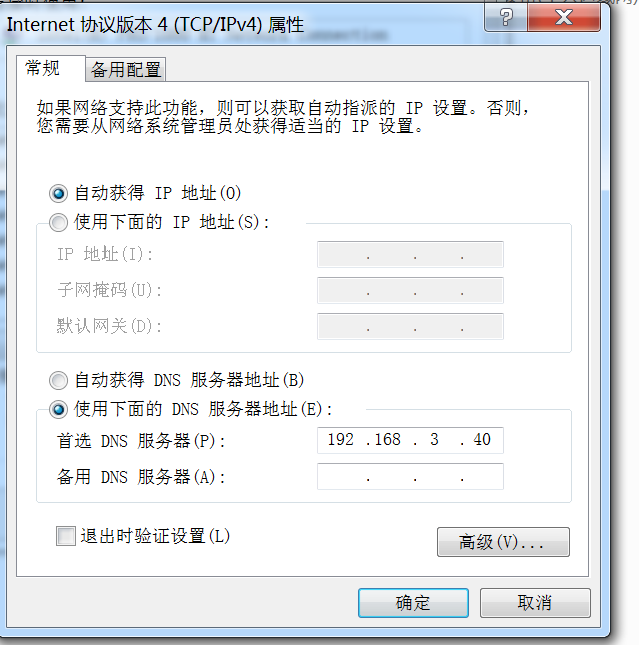 Internet 协议版本 4 (TCP/IPv4) 属性
常规
备用配置
如果网络支持此功能，则可以获取自动指派的 IP 设置。否则，
您需要从网络系统管理员处获得适当的 IP 设置。
自动获得 IP 地址(O)
使用下面的 IP 地址(S):
IP 地址(I):
子网掩码(U):
默认网关(D):
自动获得 DNS 服务器地址(B)
使用下面的 DNS 服务器地址(E):
首选 DNS 服务器(P): 192 .168 . 3 . 40
备用 DNS 服务器(A): . . .
退出时验证设置(L)
高级(V)...
确定
取消